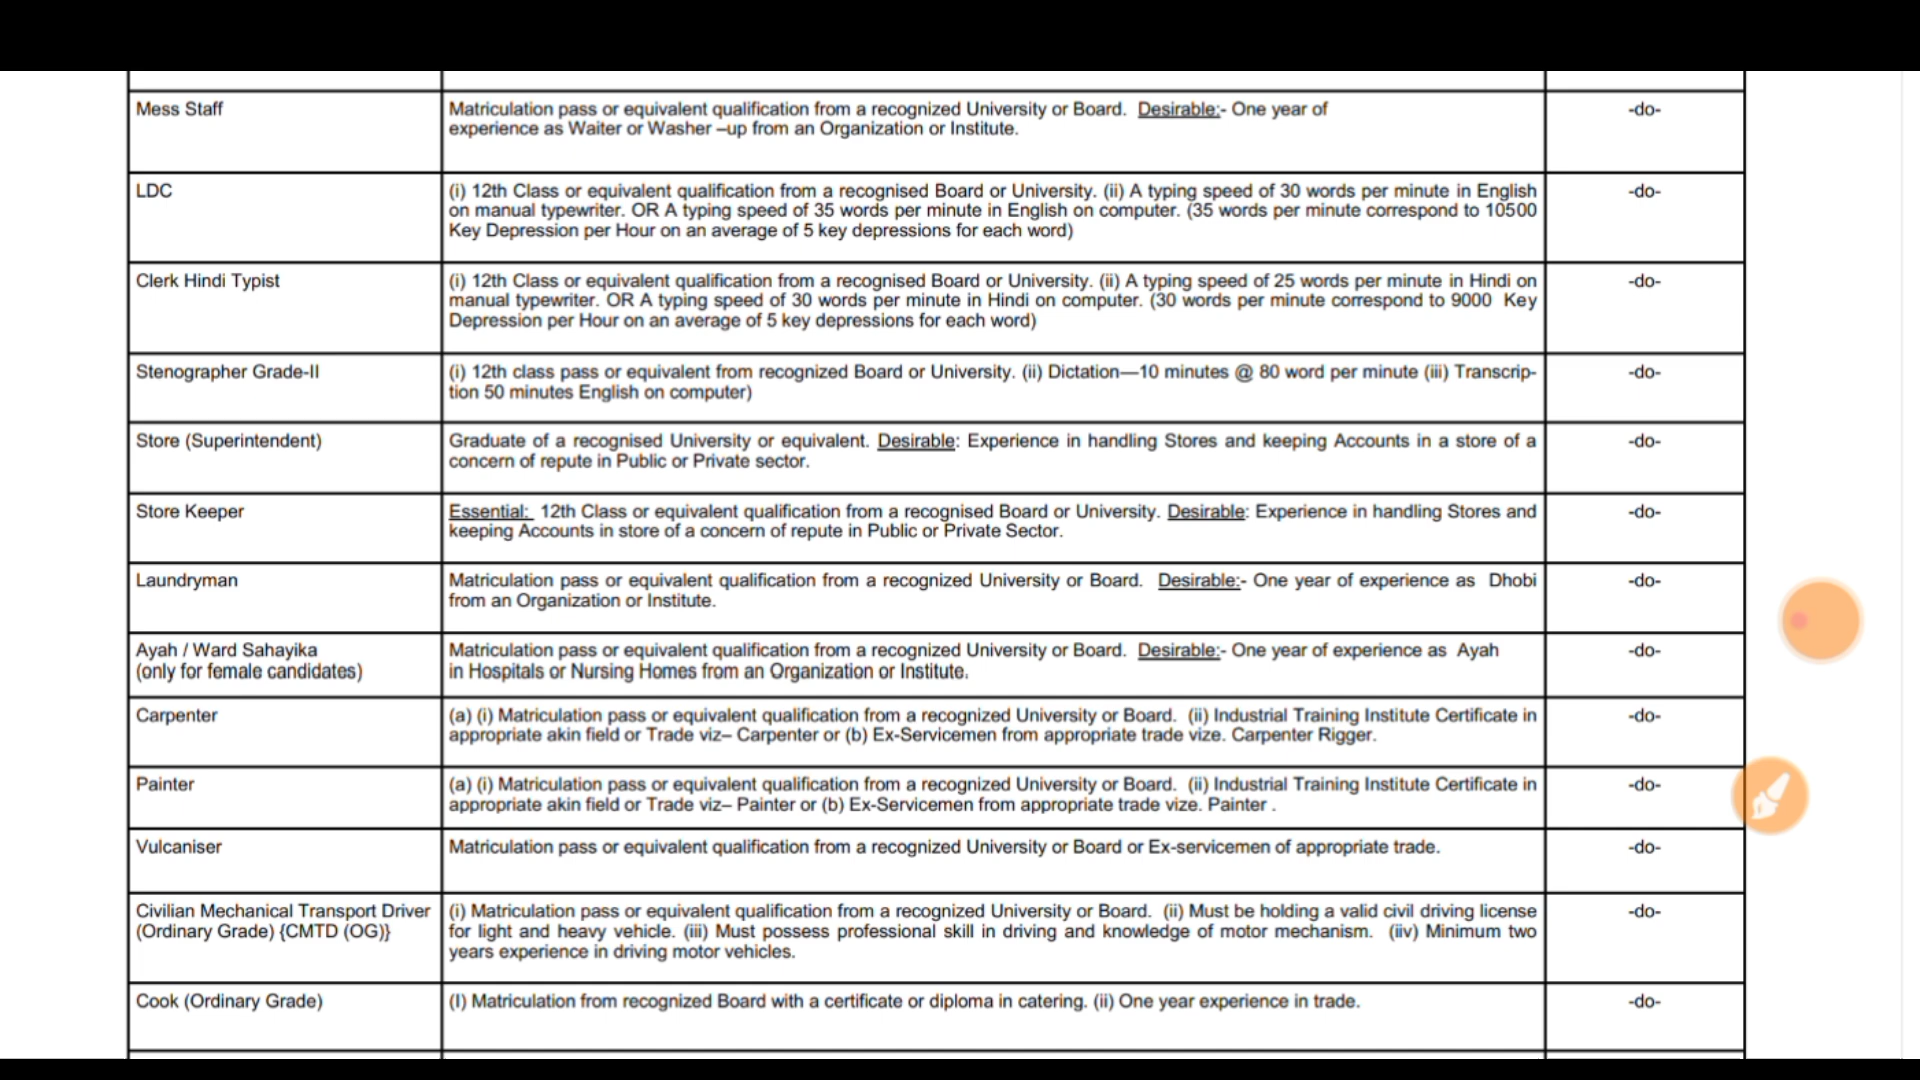 Mess Staff
Matriculation pass or equivalent qualification from a recognized University or Board. Desirable:- One year of
experience as Waiter or Washer –up from an Organization or Institute.
-do-
LDC
(i) 12th Class or equivalent qualification from a recognised Board or University. (ii) A typing speed of 30 words per minute in English
on manual typewriter. OR A typing speed of 35 words per minute in English on computer. (35 words per minute correspond to 10500
Key Depression per Hour on an average of 5 key depressions for each word)
-do-
Clerk Hindi Typist
(i) 12th Class or equivalent qualification from a recognised Board or University. (ii) A typing speed of 25 words per minute in Hindi on
manual typewriter. OR A typing speed of 30 words per minute in Hindi on computer. (30 words per minute correspond to 9000 Key
Depression per Hour on an average of 5 key depressions for each word)
-do-
Stenographer Grade-II
(i) 12th class pass or equivalent from recognized Board or University. (ii) Dictation—10 minutes @ 80 word per minute (iii) Transcrip-
tion 50 minutes English on computer)
-do-
Store (Superintendent)
Graduate of a recognised University or equivalent. Desirable: Experience in handling Stores and keeping Accounts in a store of a
concern of repute in Public or Private sector.
-do-
Store Keeper
Essential: 12th Class or equivalent qualification from a recognised Board or University. Desirable: Experience in handling Stores and
keeping Accounts in store of a concern of repute in Public or Private Sector.
-do-
Laundryman
Matriculation pass or equivalent qualification from a recognized University or Board. Desirable:- One year of experience as Dhobi
from an Organization or Institute.
-do-
Ayah / Ward Sahayika
(only for female candidates)
Matriculation pass or equivalent qualification from a recognized University or Board. Desirable:- One year of experience as Ayah
in Hospitals or Nursing Homes from an Organization or Institute.
-do-
Carpenter
(a) (i) Matriculation pass or equivalent qualification from a recognized University or Board. (ii) Industrial Training Institute Certificate in
appropriate akin field or Trade viz– Carpenter or (b) Ex-Servicemen from appropriate trade vize. Carpenter Rigger.
-do-
Painter
(a) (i) Matriculation pass or equivalent qualification from a recognized University or Board. (ii) Industrial Training Institute Certificate in
appropriate akin field or Trade viz– Painter or (b) Ex-Servicemen from appropriate trade vize. Painter .
-do-
Vulcaniser
Matriculation pass or equivalent qualification from a recognized University or Board or Ex-servicemen of appropriate trade.
-do-
Civilian Mechanical Transport Driver
(Ordinary Grade) {CMTD (OG)}
(i) Matriculation pass or equivalent qualification from a recognized University or Board. (ii) Must be holding a valid civil driving license
for light and heavy vehicle. (iii) Must possess professional skill in driving and knowledge of motor mechanism. (iiv) Minimum two
years experience in driving motor vehicles.
-do-
Cook (Ordinary Grade)
(I) Matriculation from recognized Board with a certificate or diploma in catering. (ii) One year experience in trade.
-do-